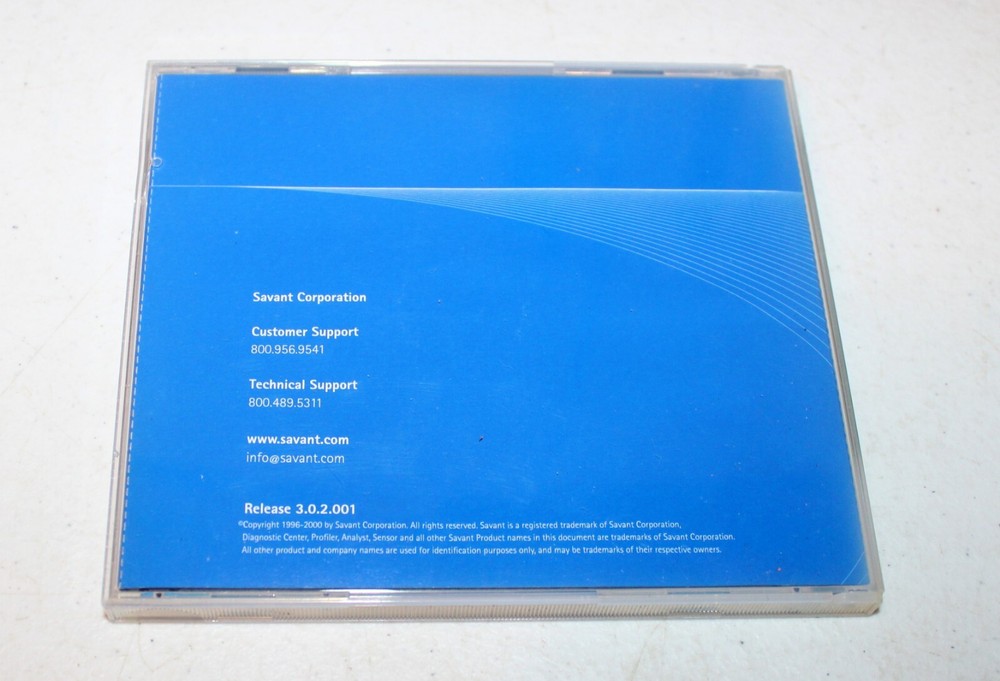 Savant Corporation
Customer Support
800.956.9541
Technical Support
800.489.5311
www.savant.com
info@savant.com
Release 3.0.2.001
©Copyright 1996-2000 by Savant Corporation. All rights reserved. Savant is a registered trademark of Savant Corporation,
Diagnostic Center, Profiler, Analyst, Sensor and all other Savant Product names in this document are trademarks of Savant Corporation.
All other product and company names are used for identification purposes only, and may be trademarks of their respective owners.